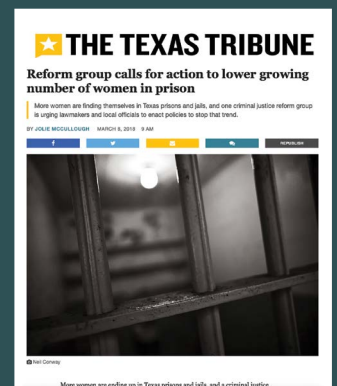 THE TEXAS TRIBUNE
Reform group calls for action to lower growing
number of women in prison
More women are finding themselves in Texas prisons and jails, and one criminal justice reform group
is urging lawmakers and local officials to enact policies to stop that trend.
BY JOLIE MCCULLOUGH MARCH 8, 2018 9 AM
REPUBLISH
Neil Conway
More women are ending up in Texas prisons and jails, and a criminal justice